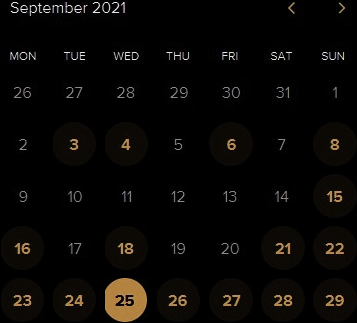 September 2021
MON TUE WED THU FRI SAT SUN
26 27 28 29 30 31 1
2 3 4 5 6 7 8
9 10 11 12 13 14 15
16 17 18 19 20 21 22
23 24 25 26 27 28 29